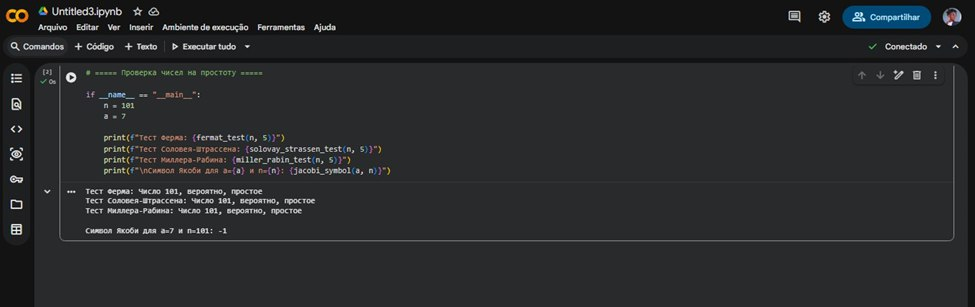 Untitled3.ipynb
Arquivo Editar Ver Inserir Ambiente de execução Ferramentas Ajuda
Compartilhar
Comandos + Código + Texto Executar tudo
Conectado
[2]
0s
# ===== Проверка чисел на простоту =====
if __name__ == "__main__":
n = 101
a = 7
print(f"Тест Ферма: {fermat_test(n, 5)}")
print(f"Тест Соловея-Штрассена: {solovay_strassen_test(n, 5)}")
print(f"Тест Миллера-Рабина: {miller_rabin_test(n, 5)}")
print(f"\nСимвол Якоби для a={a} и n={n}: {jacobi_symbol(a, n)}")
Тест Ферма: Число 101, вероятно, простое
Тест Соловея-Штрассена: Число 101, вероятно, простое
Тест Миллера-Рабина: Число 101, вероятно, простое
Символ Якоби для a=7 и n=101: -1